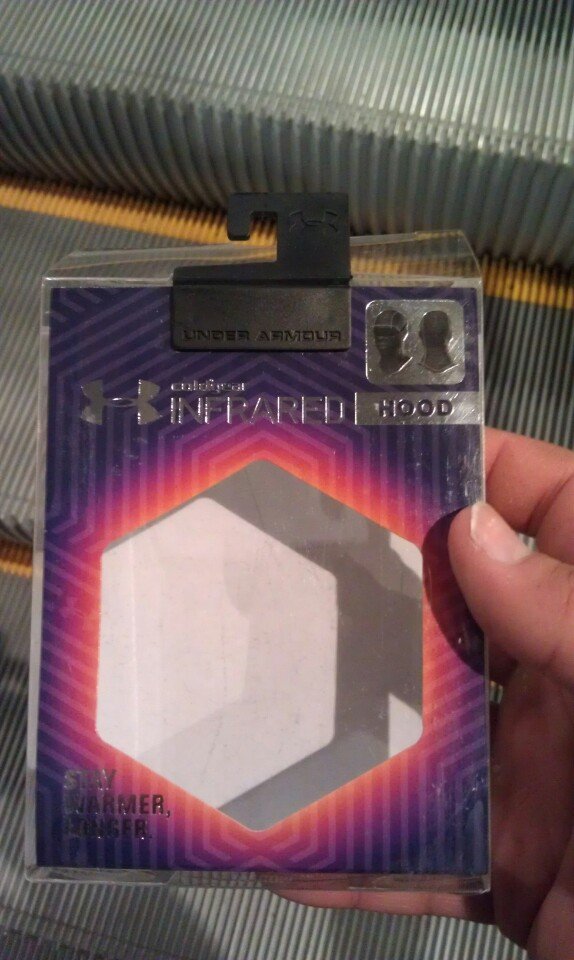 UNDER ARMOUR
coldgear
INFRARED HOOD
STAY
WARMER,
LONGER.